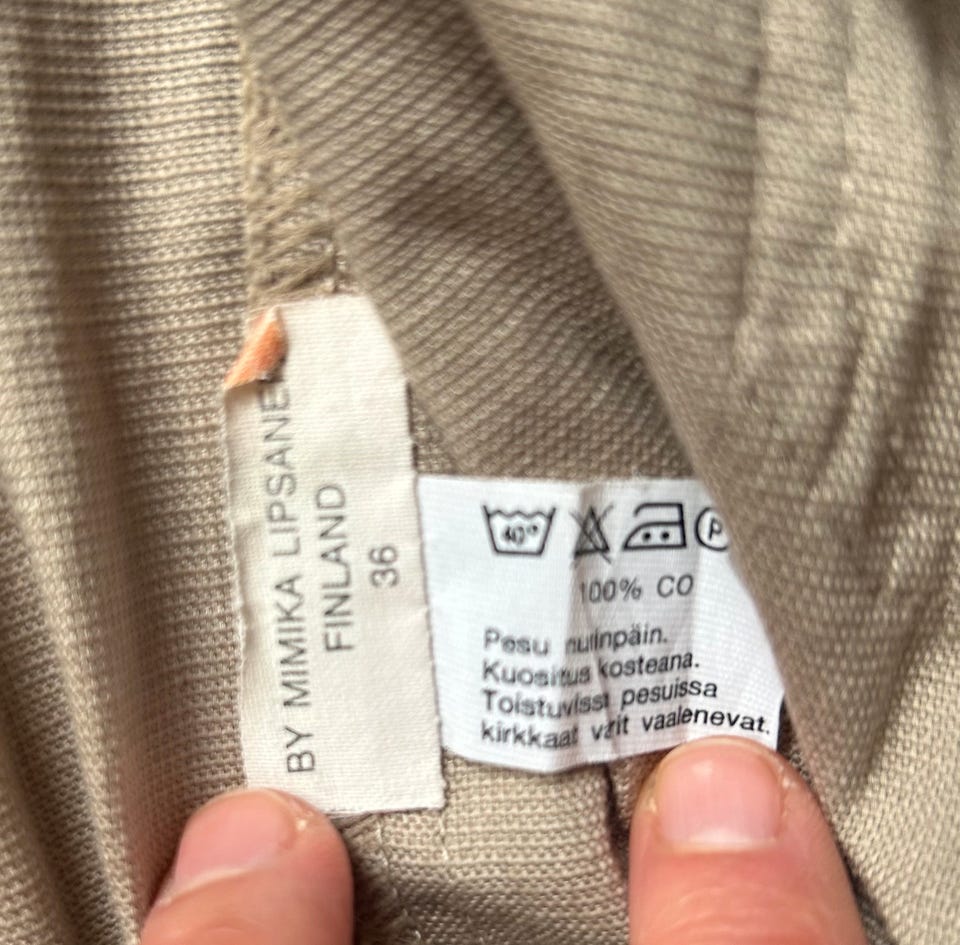 BY MIMIKA LIPSANE
FINLAND
36
40°
P
100% CO
Pesu nurinpäin.
Kuositus kosteana.
Toistuvissa pesuissa
kirkkaat värit vaalenevat.